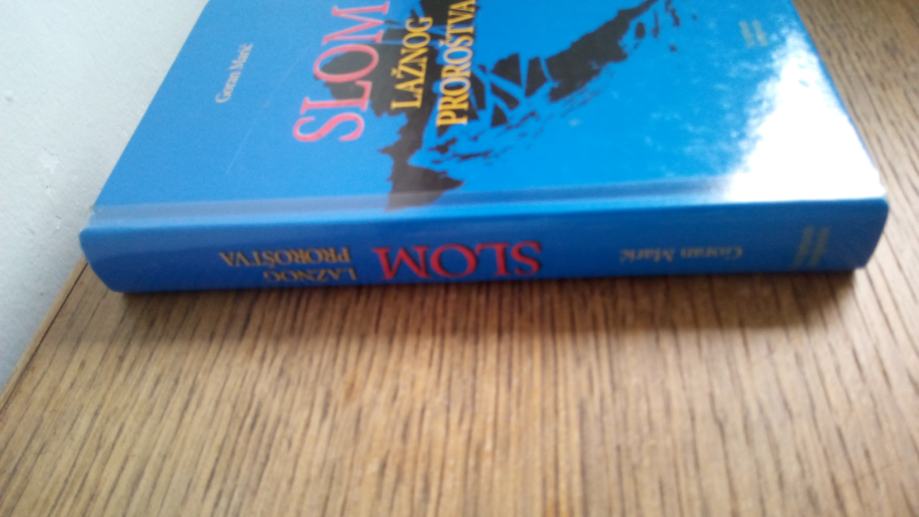 Goran Marić
SLOM
LAŽNOG
PROROŠTVA
Goran Marić
SLOM
LAŽNOG
PROROŠTVA